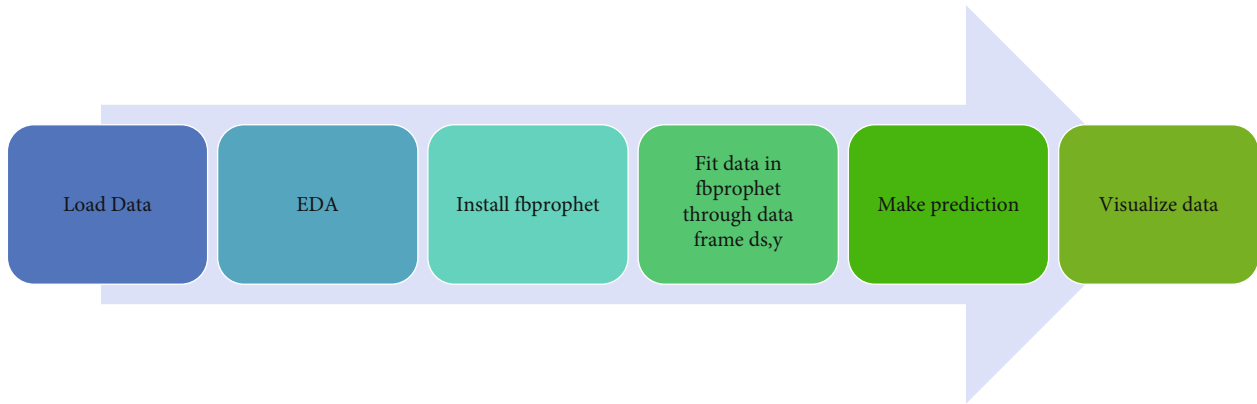 Load Data
EDA
Install fbprophet
Fit data in
fbprophet
through data
frame ds,y
Make prediction
Visualize data